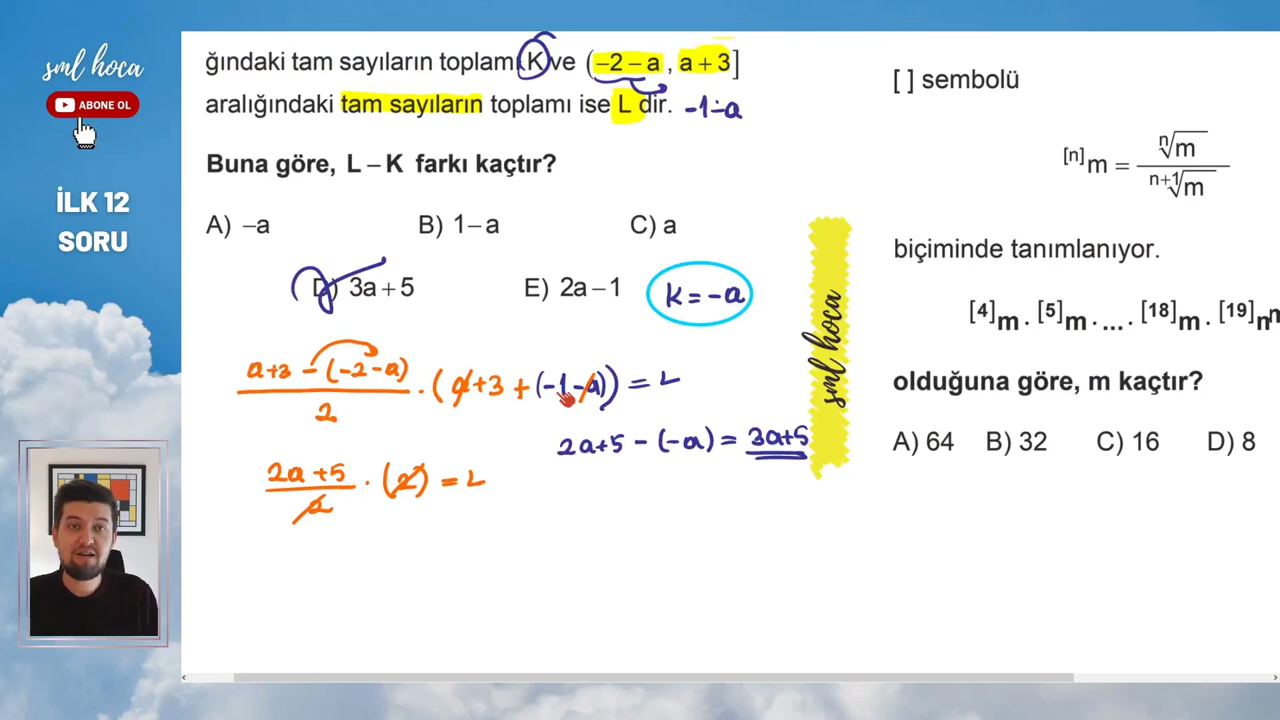 sml hoca
ABONE OL
İLK 12
SORU
ğındaki tam sayıların toplamı K ve (−2 − a , a + 3]
aralığındaki tam sayıların toplamı ise L dir. -1-a
Buna göre, L − K farkı kaçtır?
A) −a B) 1− a C) a
D) 3a + 5 E) 2a − 1 K = -a
a+3 - (-2-a) / 2 . (a+3 + (-1-a)) = L
2a+5 - (-a) = 3a+5
2a+5 / 2 . (2) = L
sml hoca
[ ] sembolü
[n]m = n√m / n+1√m
biçiminde tanımlanıyor.
[4]m . [5]m . ... . [18]m . [19]m
olduğuna göre, m kaçtır?
A) 64 B) 32 C) 16 D) 8